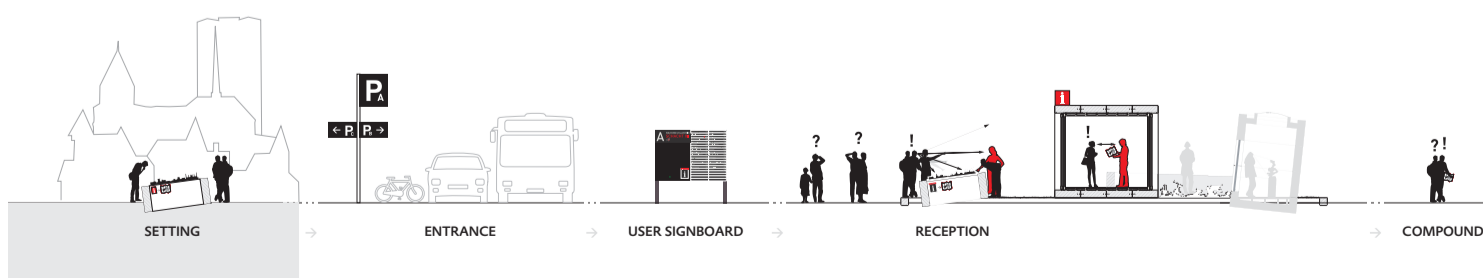 P A
← P C P B →
A
i
? ? ! i !
? !
SETTING → ENTRANCE → USER SIGNBOARD → RECEPTION → COMPOUND